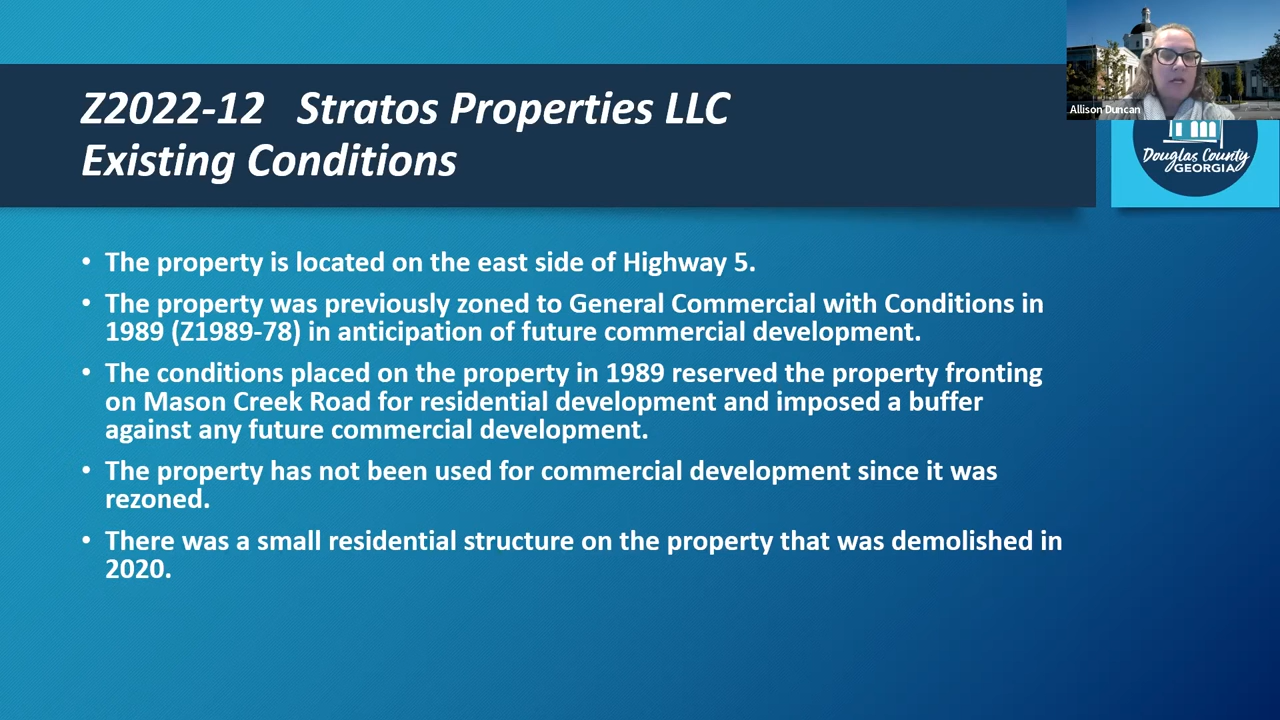 Z2022-12 Stratos Properties LLC
Existing Conditions
Allison Duncan
Douglas County
GEORGIA
• The property is located on the east side of Highway 5.
• The property was previously zoned to General Commercial with Conditions in
1989 (Z1989-78) in anticipation of future commercial development.
• The conditions placed on the property in 1989 reserved the property fronting
on Mason Creek Road for residential development and imposed a buffer
against any future commercial development.
• The property has not been used for commercial development since it was
rezoned.
• There was a small residential structure on the property that was demolished in
2020.